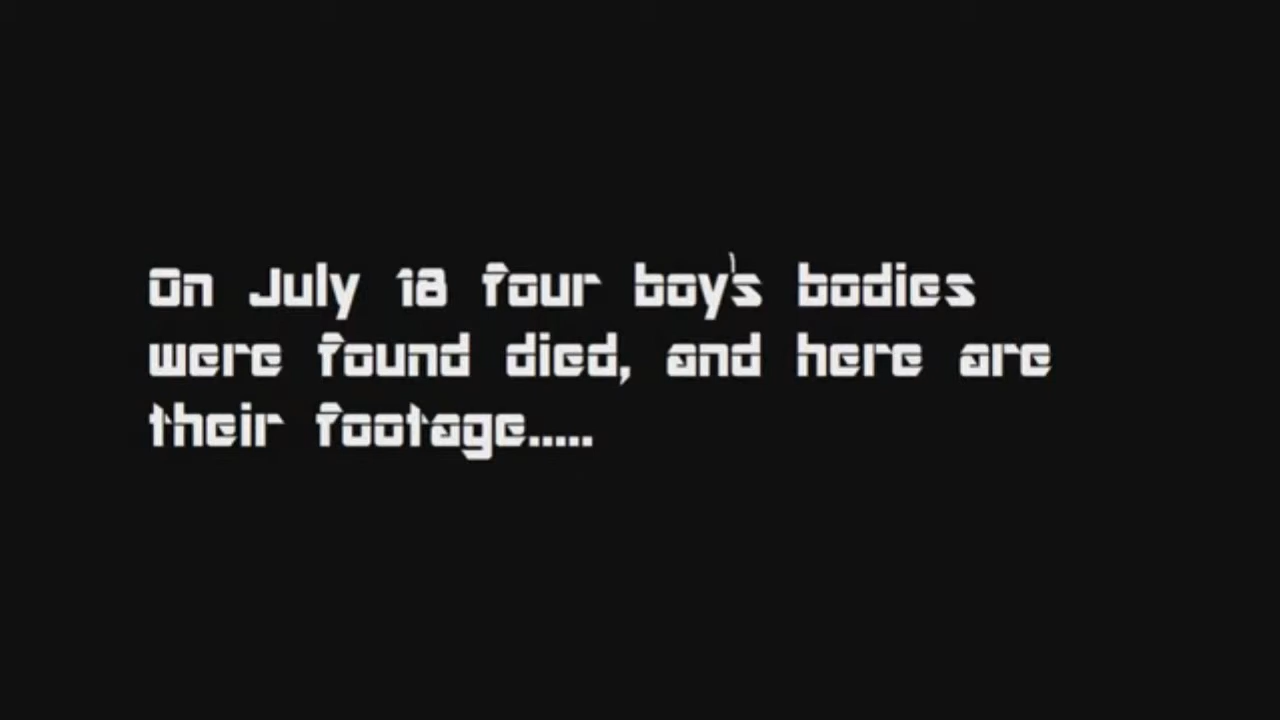 On July 18 four boy's bodies
were found died, and here are
their footage.....